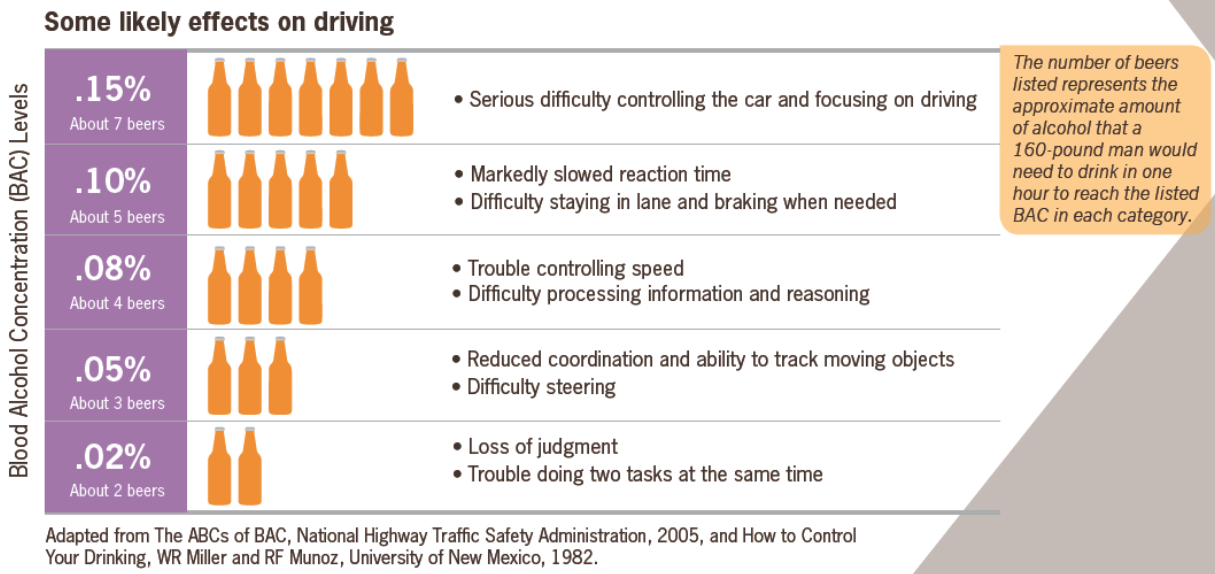 Some likely effects on driving
Blood Alcohol Concentration (BAC) Levels
.15%
About 7 beers
• Serious difficulty controlling the car and focusing on driving
.10%
About 5 beers
• Markedly slowed reaction time
• Difficulty staying in lane and braking when needed
.08%
About 4 beers
• Trouble controlling speed
• Difficulty processing information and reasoning
.05%
About 3 beers
• Reduced coordination and ability to track moving objects
• Difficulty steering
.02%
About 2 beers
• Loss of judgment
• Trouble doing two tasks at the same time
The number of beers
listed represents the
approximate amount
of alcohol that a
160-pound man would
need to drink in one
hour to reach the listed
BAC in each category.
Adapted from The ABCs of BAC, National Highway Traffic Safety Administration, 2005, and How to Control
Your Drinking, WR Miller and RF Munoz, University of New Mexico, 1982.